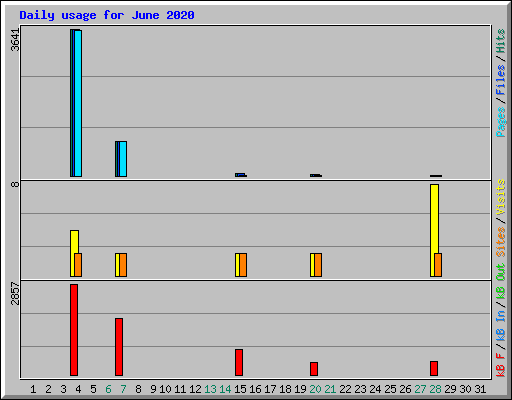 Daily usage for June 2020
3641
8
2857
Pages / Files / Hits
Sites / Visits
kB F / kB In / kB Out
1 2 3 4 5 6 7 8 9 10 11 12 13 14 15 16 17 18 19 20 21 22 23 24 25 26 27 28 29 30 31